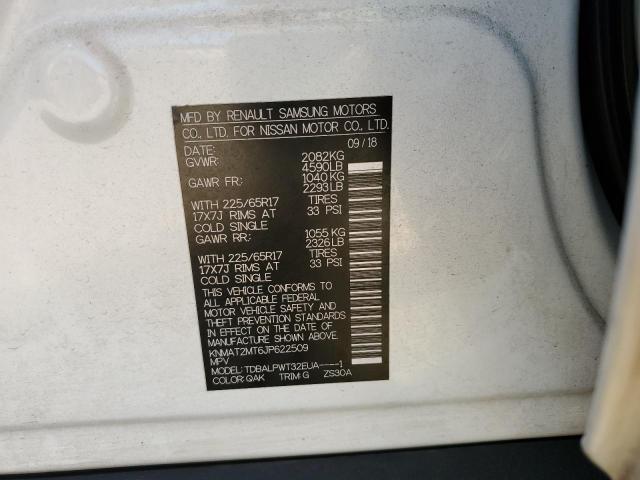 MFD BY RENAULT SAMSUNG MOTORS
CO., LTD. FOR NISSAN MOTOR CO., LTD.
DATE: 09/18
GVWR: 2082KG
4590LB
GAWR FR: 1040 KG
2293LB
WITH 225/65R17 TIRES
17X7J RIMS AT 33 PSI
COLD SINGLE
GAWR RR: 1055 KG
2326LB
WITH 225/65R17 TIRES
17X7J RIMS AT 33 PSI
COLD SINGLE
THIS VEHICLE CONFORMS TO
ALL APPLICABLE FEDERAL
MOTOR VEHICLE SAFETY AND
THEFT PREVENTION STANDARDS
IN EFFECT ON THE DATE OF
MANUFACTURE SHOWN ABOVE.
KNMAT2MT6JP622509
MPV
MODEL: TDBALPWT32EUA----1
COLOR: QAK TRIM: G ZS30A